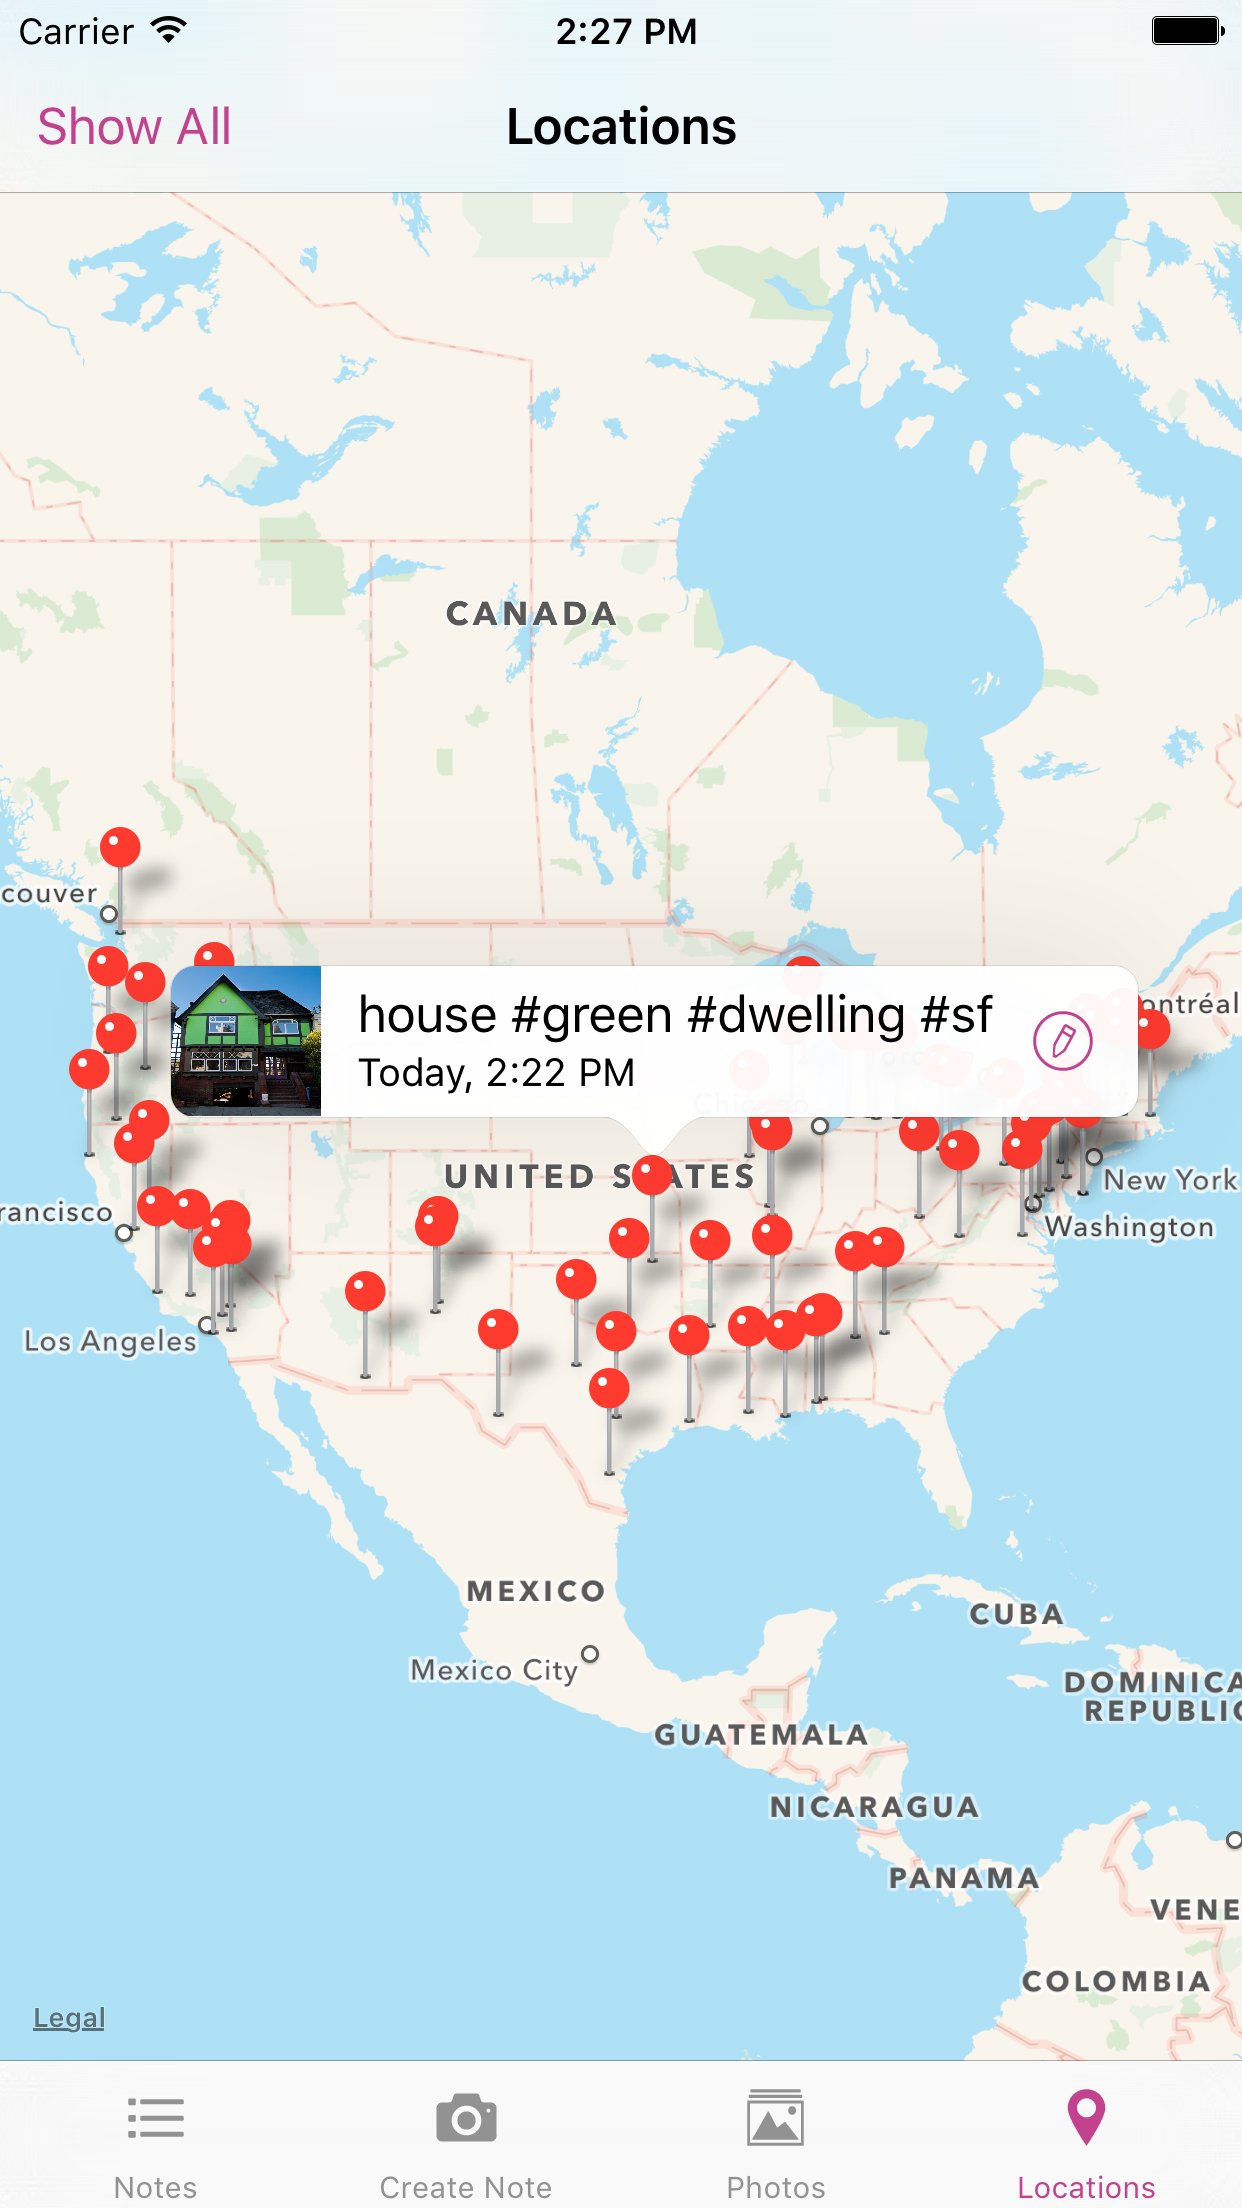 Carrier
2:27 PM
Show All
Locations
CANADA
couver
house #green #dwelling #sf
Today, 2:22 PM
ontréal
UNITED STATES
New York
rancisco
Washington
Los Angeles
MEXICO
CUBA
Mexico City
DOMINICA
REPUBLIC
GUATEMALA
NICARAGUA
PANAMA
VENE
COLOMBIA
Legal
Notes
Create Note
Photos
Locations